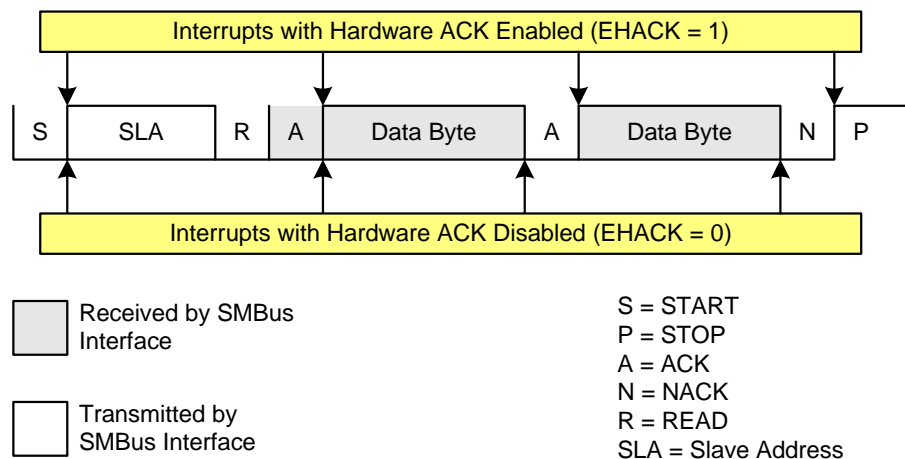 Interrupts with Hardware ACK Enabled (EHACK = 1)
S SLA R A Data Byte A Data Byte N P
Interrupts with Hardware ACK Disabled (EHACK = 0)
Received by SMBus
Interface
Transmitted by
SMBus Interface
S = START
P = STOP
A = ACK
N = NACK
R = READ
SLA = Slave Address